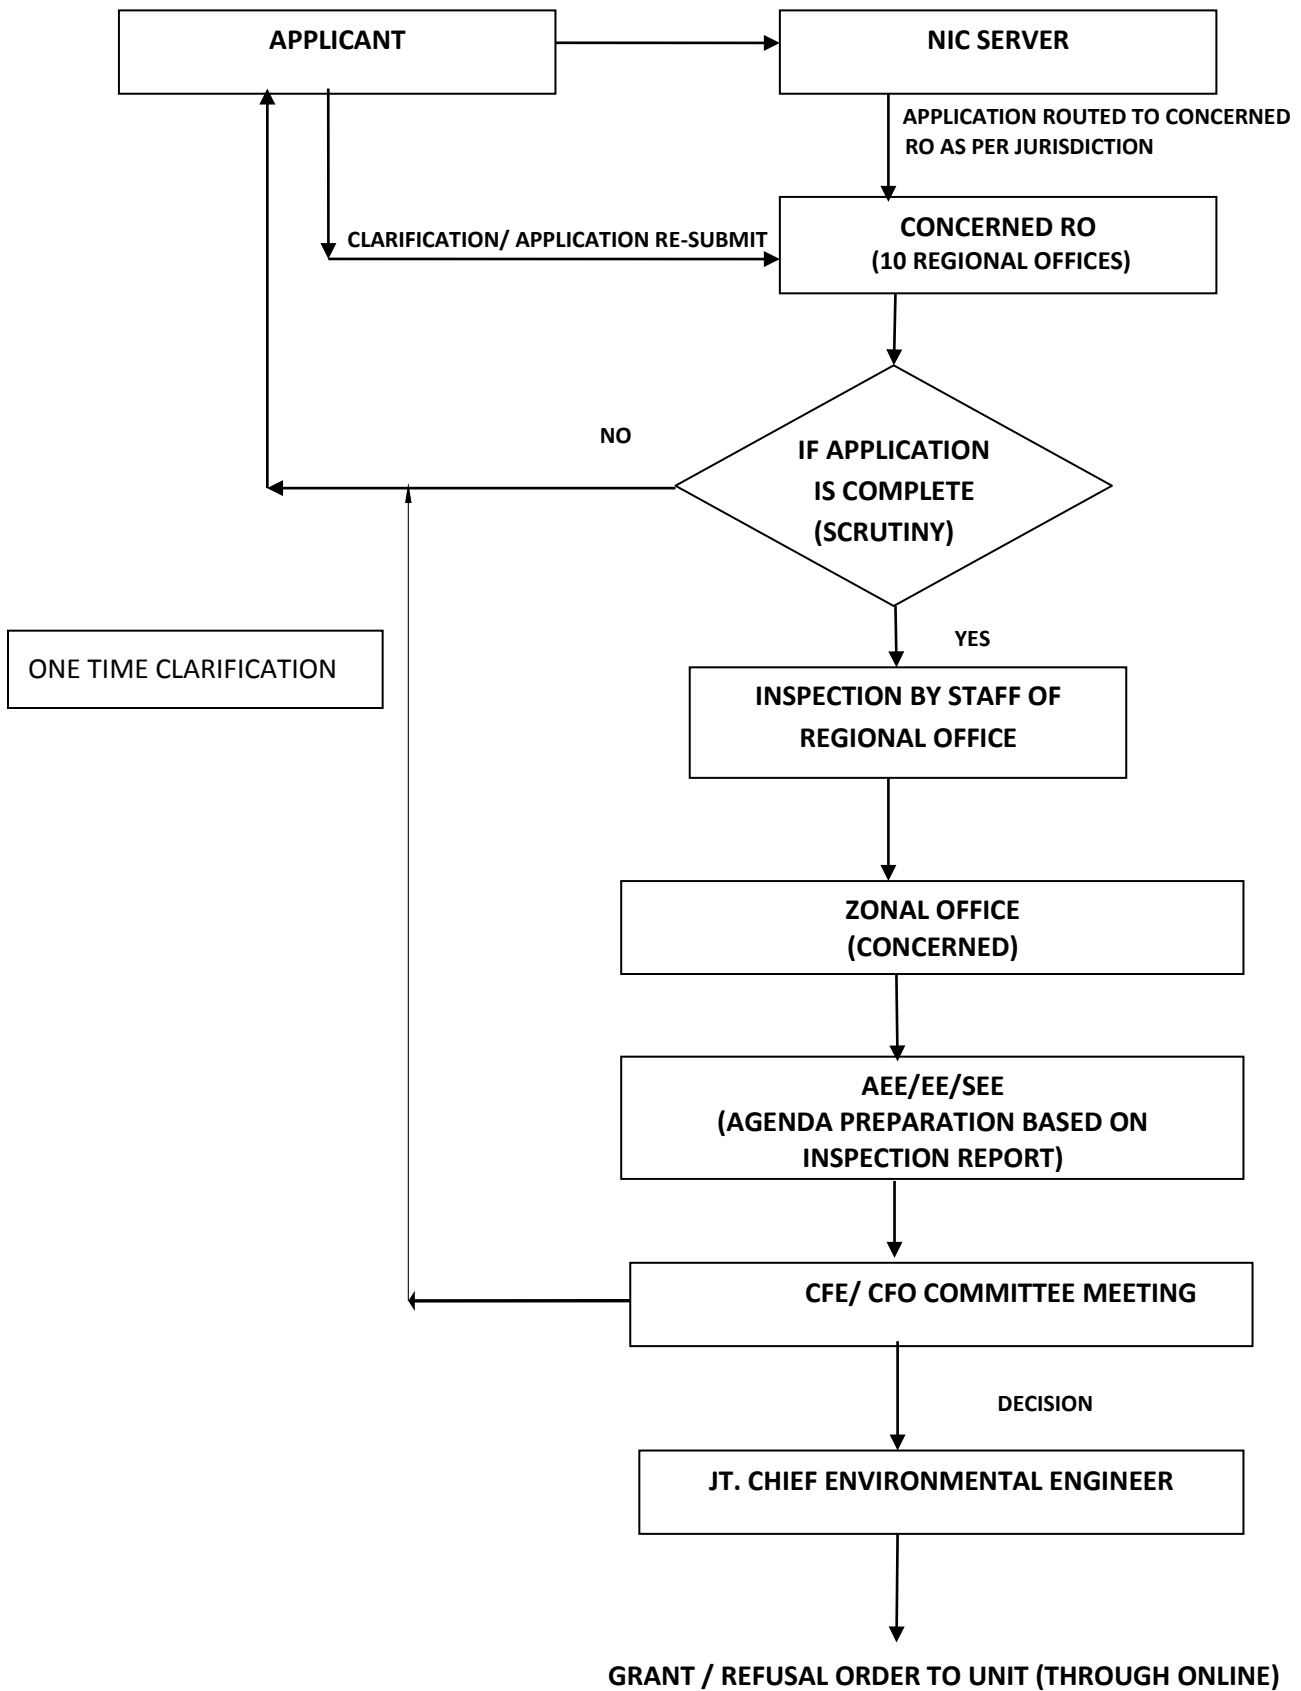 APPLICANT
NIC SERVER
APPLICATION ROUTED TO CONCERNED
RO AS PER JURISDICTION
CONCERNED RO
(10 REGIONAL OFFICES)
CLARIFICATION/ APPLICATION RE-SUBMIT
NO
IF APPLICATION
IS COMPLETE
(SCRUTINY)
YES
ONE TIME CLARIFICATION
INSPECTION BY STAFF OF
REGIONAL OFFICE
ZONAL OFFICE
(CONCERNED)
AEE/EE/SEE
(AGENDA PREPARATION BASED ON
INSPECTION REPORT)
CFE/ CFO COMMITTEE MEETING
DECISION
JT. CHIEF ENVIRONMENTAL ENGINEER
GRANT / REFUSAL ORDER TO UNIT (THROUGH ONLINE)